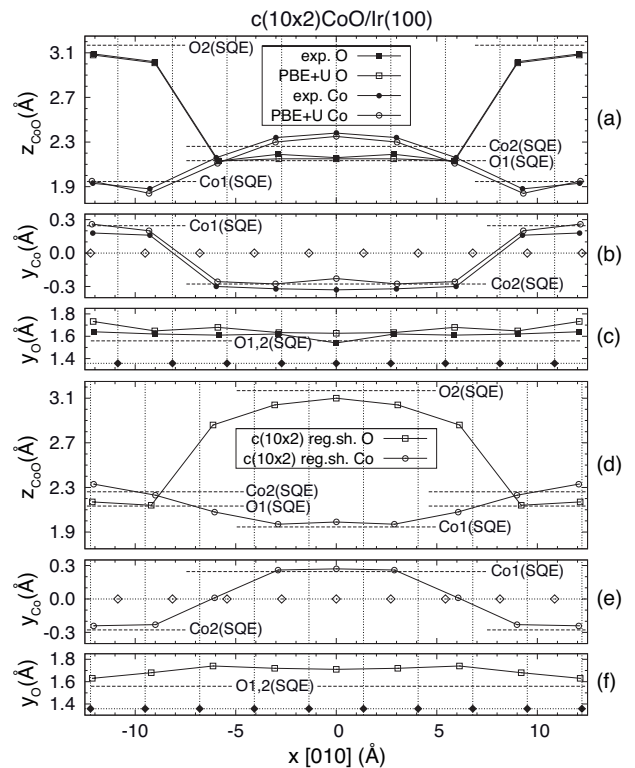 c(10x2)CoO/Ir(100)
3.1
2.7
2.3
1.9
z_CoO(Å)
O2(SQE)
exp. O
PBE+U O
exp. Co
PBE+U Co
Co2(SQE)
O1(SQE)
Co1(SQE)
(a)
0.3
0.0
-0.3
y_Co(Å)
Co1(SQE)
Co2(SQE)
(b)
1.8
1.6
1.4
y_O(Å)
O1,2(SQE)
(c)
3.1
2.7
2.3
1.9
z_CoO(Å)
O2(SQE)
c(10x2) reg.sh. O
c(10x2) reg.sh. Co
Co2(SQE)
O1(SQE)
Co1(SQE)
(d)
0.3
0.0
-0.3
y_Co(Å)
Co1(SQE)
Co2(SQE)
(e)
1.8
1.6
1.4
y_O(Å)
O1,2(SQE)
(f)
-10 -5 0 5 10
x [010] (Å)